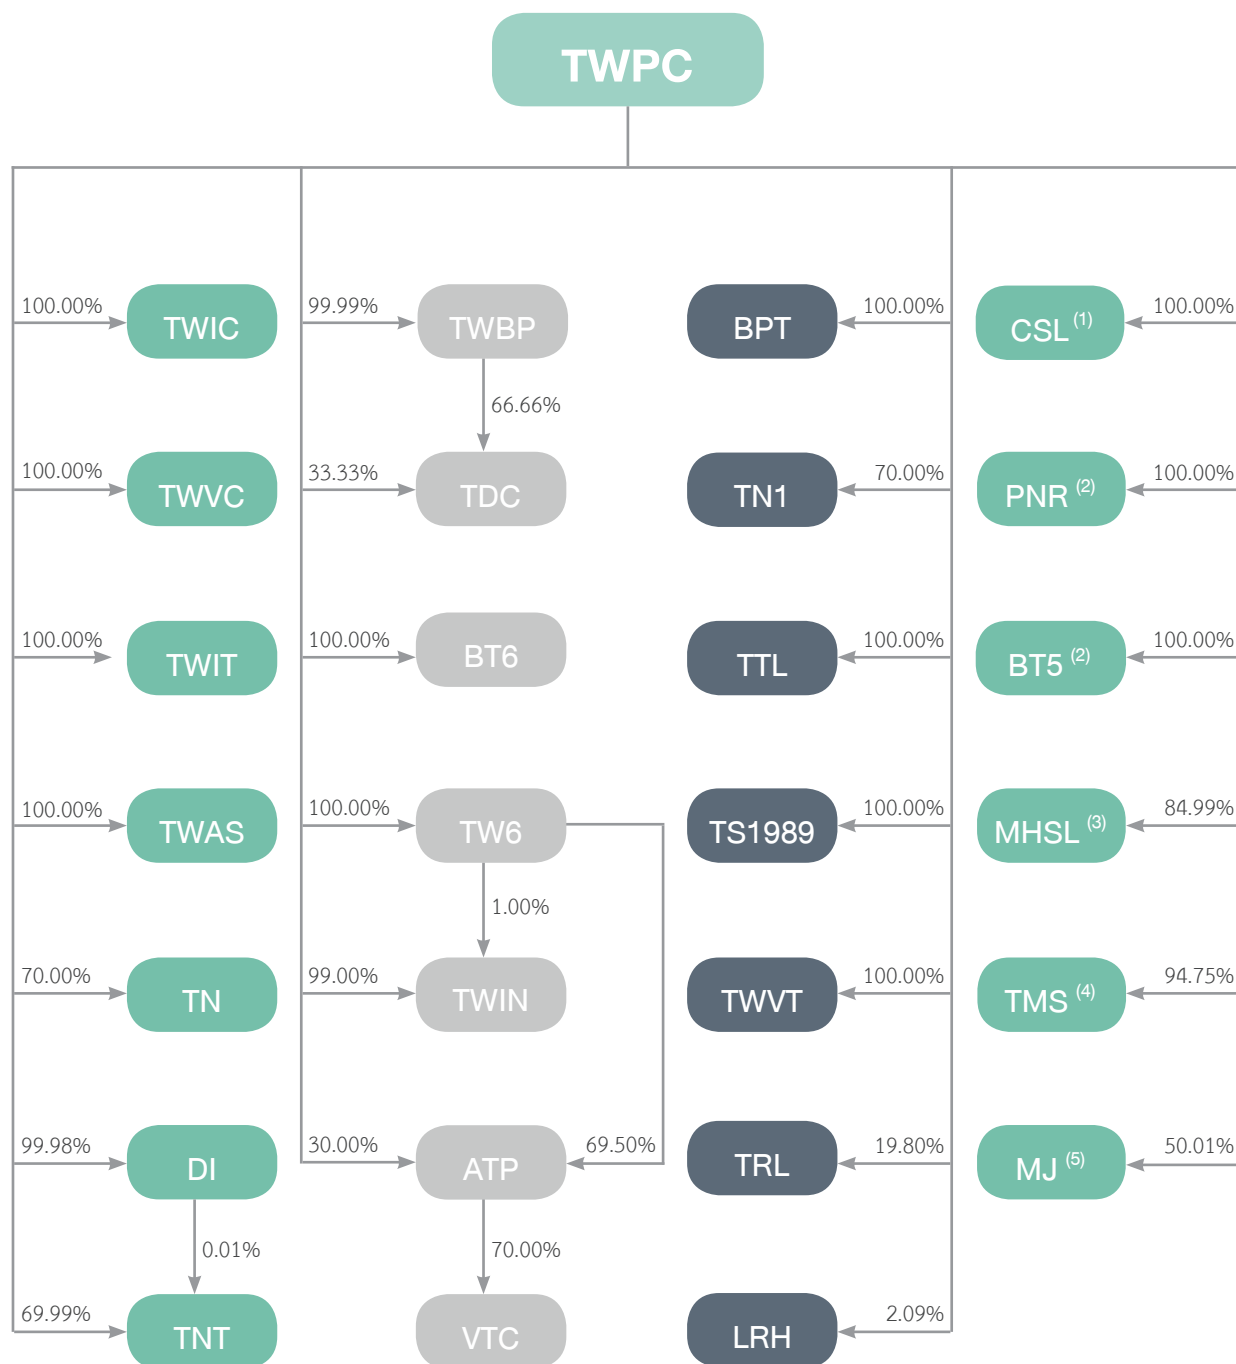 TWPC
100.00%
TWIC
99.99%
TWBP
BPT
100.00%
CSL (1)
100.00%
66.66%
100.00%
TWVC
33.33%
TDC
TN1
70.00%
PNR (2)
100.00%
100.00%
TWIT
100.00%
BT6
TTL
100.00%
BT5 (2)
100.00%
100.00%
TWAS
100.00%
TW6
TS1989
100.00%
MHSL (3)
84.99%
1.00%
70.00%
TN
99.00%
TWIN
TWVT
100.00%
TMS (4)
94.75%
99.98%
DI
30.00%
ATP
69.50%
TRL
19.80%
MJ (5)
50.01%
0.01%
70.00%
69.99%
TNT
VTC
LRH
2.09%